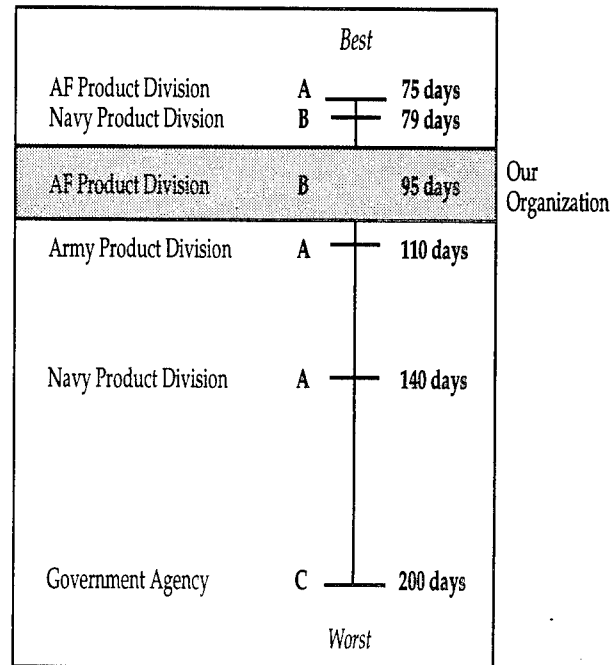 Best
AF Product Division A 75 days
Navy Product Divsion B 79 days
AF Product Division B 95 days
Our
Organization
Army Product Division A 110 days
Navy Product Division A 140 days
Government Agency C 200 days
Worst